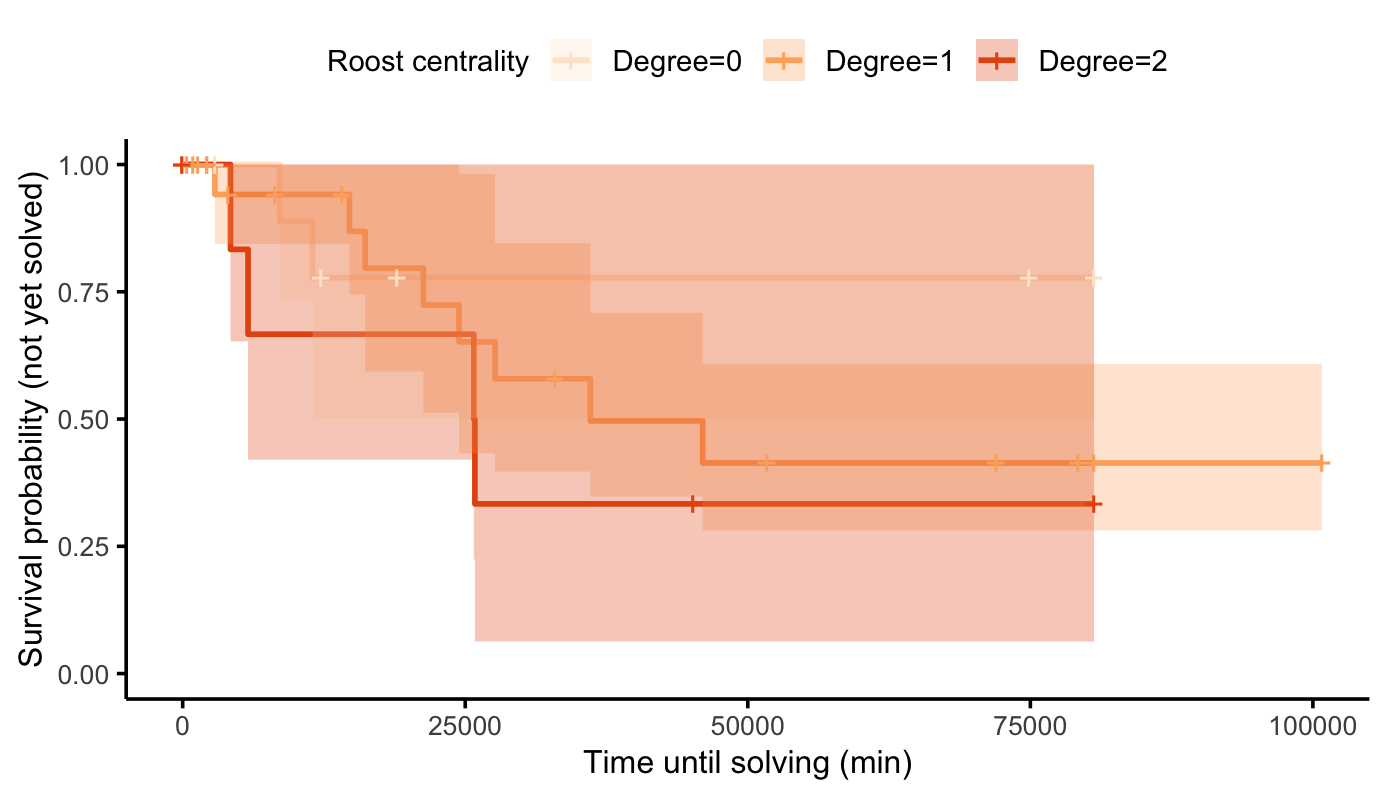 Roost centrality Degree=0 Degree=1 Degree=2
Survival probability (not yet solved)
1.00
0.75
0.50
0.25
0.00
0 25000 50000 75000 100000
Time until solving (min)